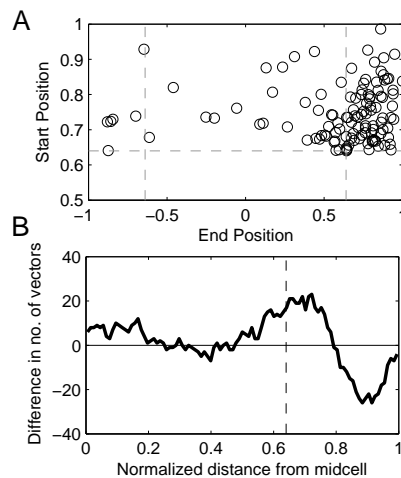 A
1
0.9
0.8
0.7
0.6
0.5
Start Position
−1 −0.5 0 0.5 1
End Position
B
40
20
0
−20
−40
Difference in no. of vectors
0 0.2 0.4 0.6 0.8 1
Normalized distance from midcell